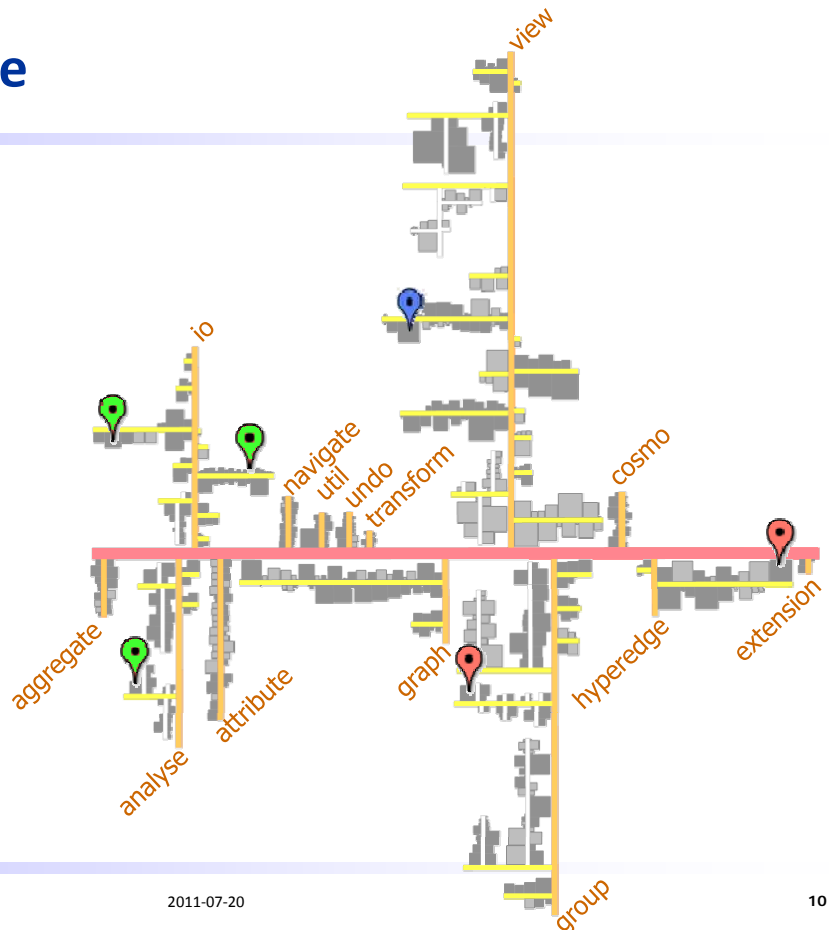 e
view
io
navigate
util
undo
transform
cosmo
aggregate
analyse
attribute
graph
group
hyperedge
extension
2011-07-20
10